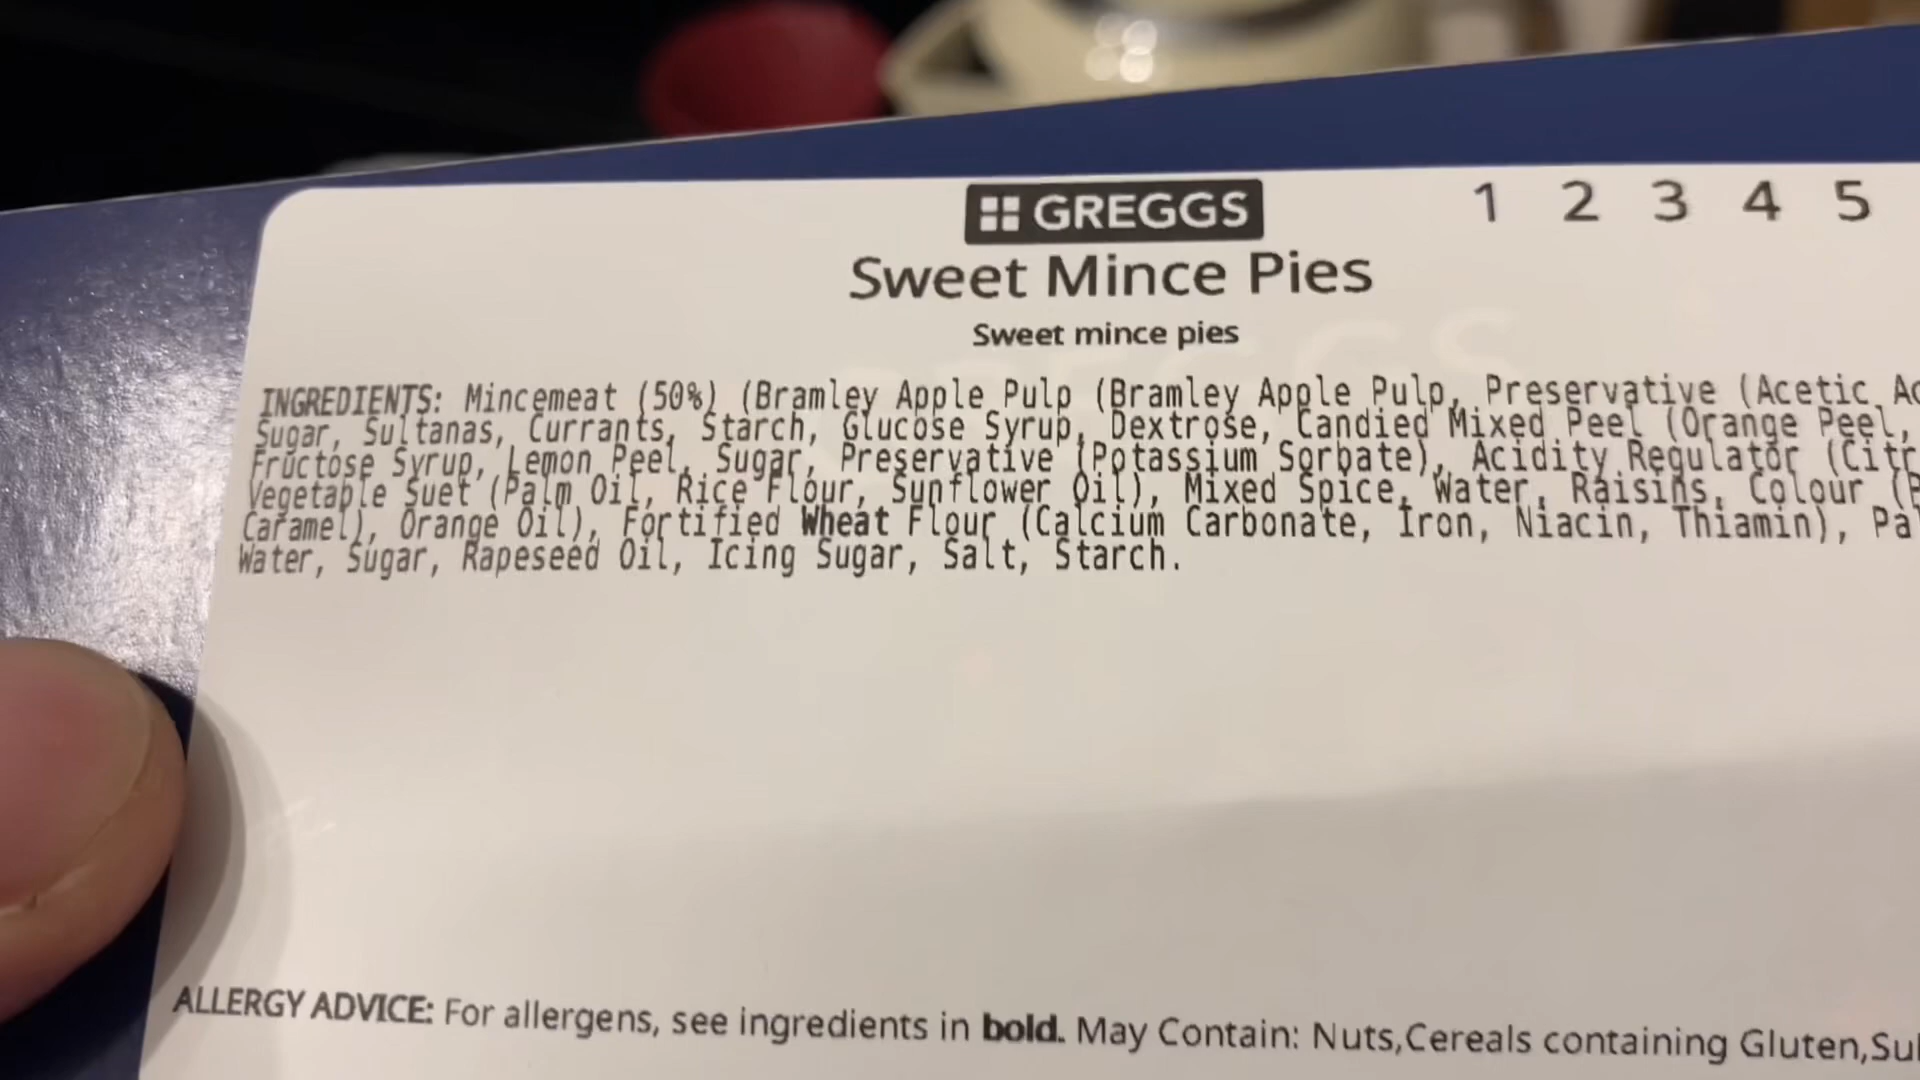 GREGGS
1 2 3 4 5
Sweet Mince Pies
Sweet mince pies
INGREDIENTS: Mincemeat (50%) (Bramley Apple Pulp (Bramley Apple Pulp, Preservative (Acetic Ac
Sugar, Sultanas, Currants, Starch, Glucose Syrup, Dextrose, Candied Mixed Peel (Orange Peel,
Fructose Syrup, Lemon Peel, Sugar, Preservative (Potassium Sorbate), Acidity Regulator (Citr
Vegetable Suet (Palm Oil, Rice Flour, Sunflower Oil), Mixed Spice, Water, Raisins, Colour (
Caramel), Orange Oil), Fortified Wheat Flour (Calcium Carbonate, Iron, Niacin, Thiamin), Pa
Water, Sugar, Rapeseed Oil, Icing Sugar, Salt, Starch.
ALLERGY ADVICE: For allergens, see ingredients in bold. May Contain: Nuts,Cereals containing Gluten,Sul